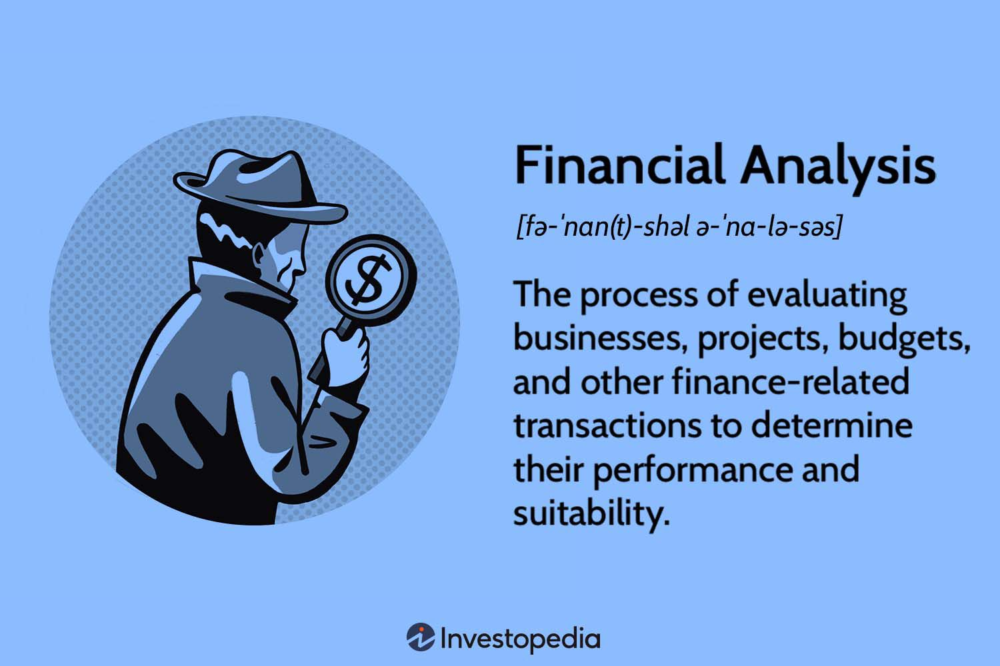 Financial Analysis
[fə-ˈnan(t)-shəl ə-ˈna-lə-səs]
The process of evaluating
businesses, projects, budgets,
and other finance-related
transactions to determine
their performance and
suitability.
$
Investopedia